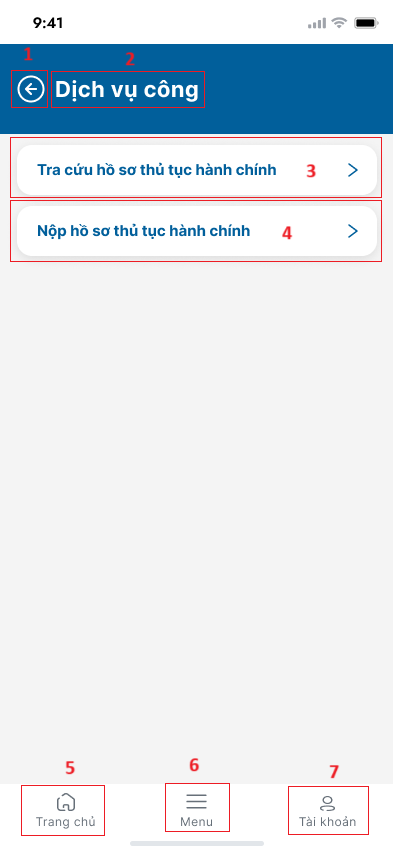 9:41
1
2
Dịch vụ công
Tra cứu hồ sơ thủ tục hành chính
3
Nộp hồ sơ thủ tục hành chính
4
5
6
7
Trang chủ
Menu
Tài khoản